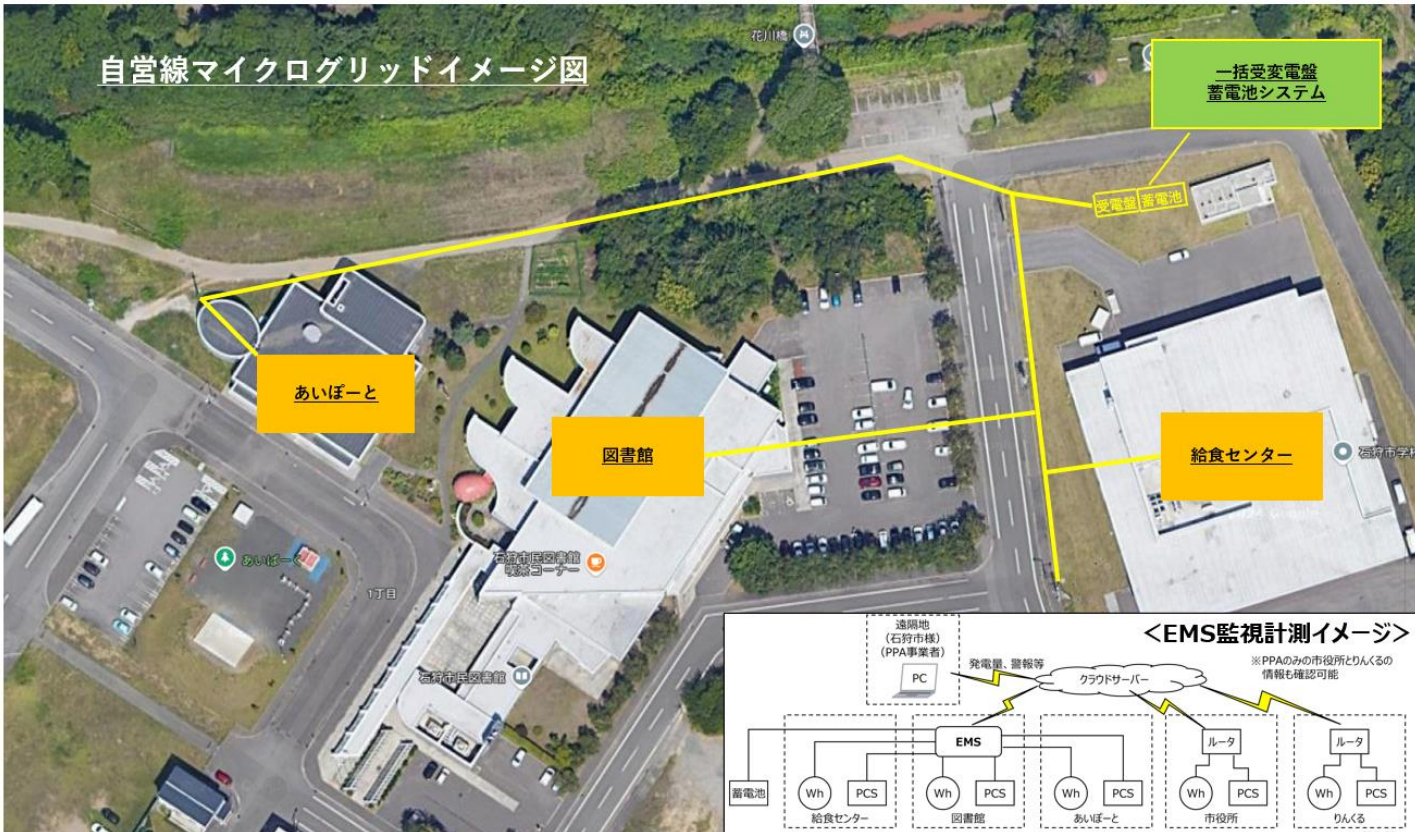 自営線マイクログリッドイメージ図
花川橋
一括受変電盤
蓄電池システム
受電盤
蓄電池
あいぽーと
図書館
給食センター
石狩市学校
あいぱーく
1丁目
石狩市民図書館
喫茶コーナー
石狩市民図書館
<EMS監視計測イメージ>
遠隔地
(石狩市様)
(PPA事業者)
PC
発電量、警報等
クラウドサーバー
※PPAのみの市役所とりんくるの
情報も確認可能
EMS
ルータ
ルータ
蓄電池
Wh
PCS
Wh
PCS
Wh
PCS
Wh
PCS
Wh
PCS
給食センター
図書館
あいぽーと
市役所
りんくる